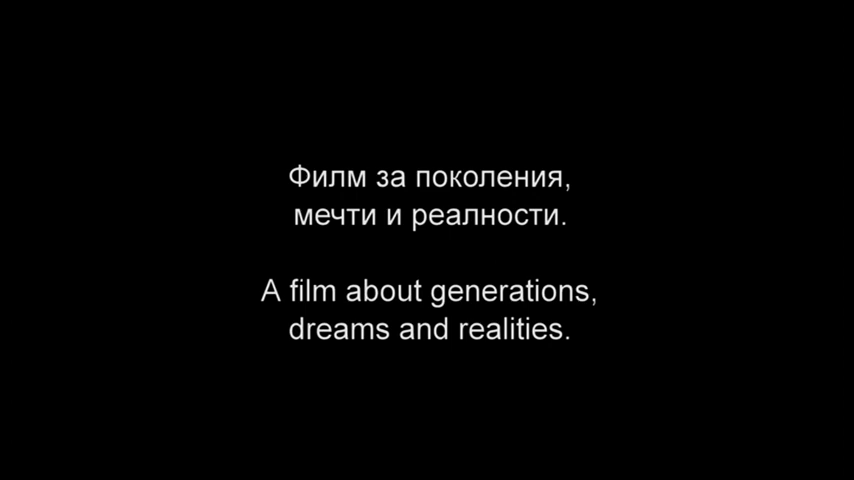 Филм за поколения,
мечти и реалности.
A film about generations,
dreams and realities.